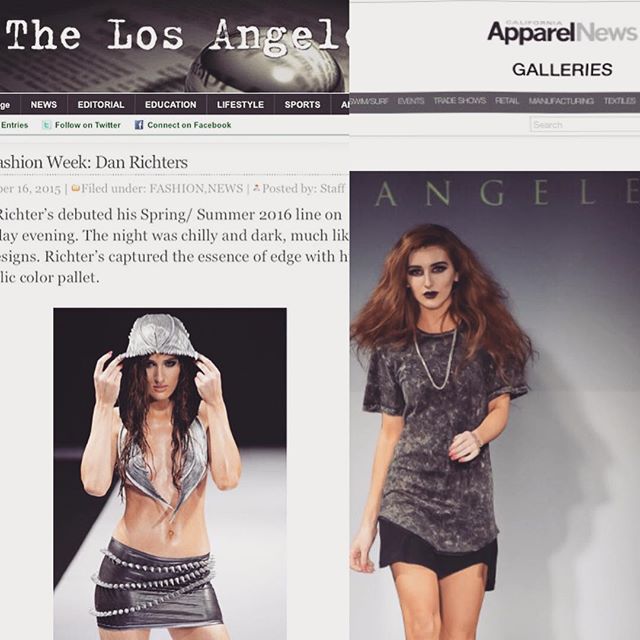 The Los Angele
NEWS EDITORIAL EDUCATION LIFESTYLE SPORTS
Entries Follow on Twitter Connect on Facebook
ashion Week: Dan Richters
er 16, 2015 | Filed under: FASHION,NEWS | Posted by: Staff
Richter's debuted his Spring/ Summer 2016 line on
day evening. The night was chilly and dark, much lik
esigns. Richter's captured the essence of edge with h
lic color pallet.
CALIFORNIA
ApparelNews
GALLERIES
SWIM/SURF EVENTS TRADE SHOWS RETAIL MANUFACTURING TEXTILES
Search
ANGELE